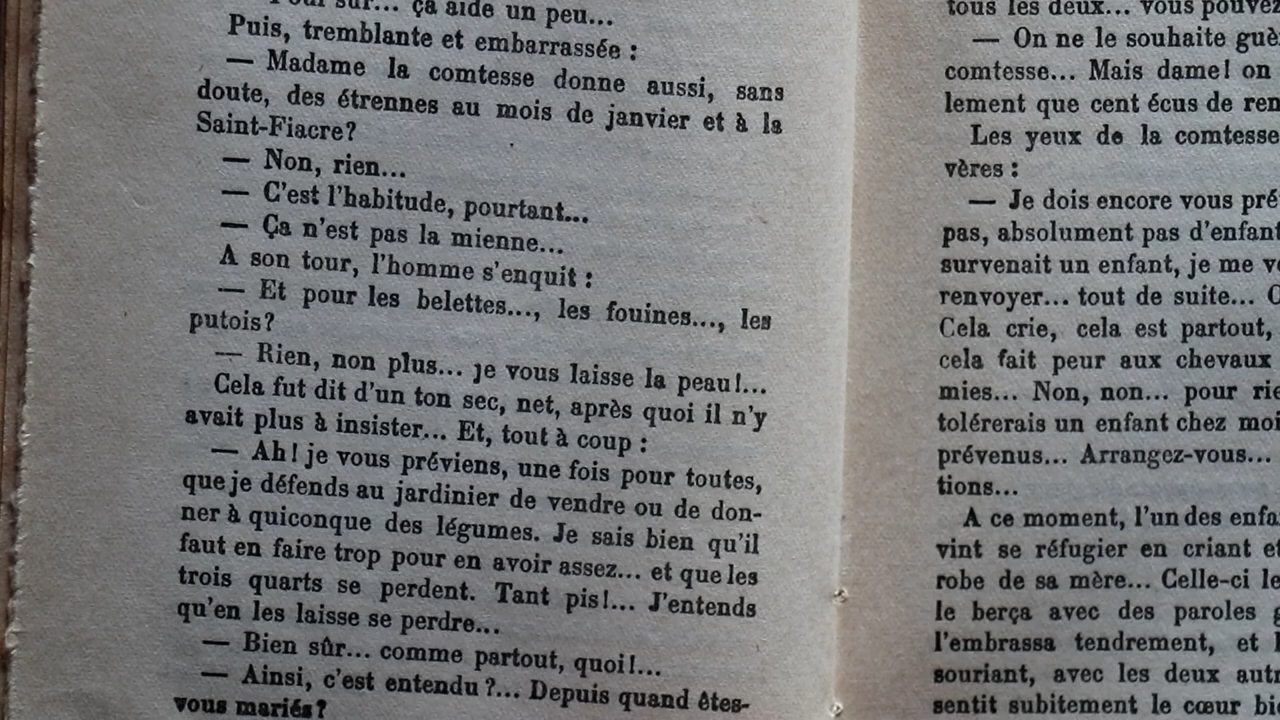 sûr... ça aide un peu...
Puis, tremblante et embarrassée :
— Madame la comtesse donne aussi, sans
doute, des étrennes au mois de janvier et à la
Saint-Fiacre?
— Non, rien...
— C'est l'habitude, pourtant...
— Ça n'est pas la mienne...
A son tour, l'homme s'enquit :
— Et pour les belettes..., les fouines..., les
putois?
— Rien, non plus... je vous laisse la peau!...
Cela fut dit d'un ton sec, net, après quoi il n'y
avait plus à insister... Et, tout à coup :
— Ah! je vous préviens, une fois pour toutes,
que je défends au jardinier de vendre ou de don-
ner à quiconque des légumes. Je sais bien qu'il
faut en faire trop pour en avoir assez... et que les
trois quarts se perdent. Tant pis!... J'entends
qu'en les laisse se perdre...
— Bien sûr... comme partout, quoi!...
— Ainsi, c'est entendu?... Depuis quand êtes-
vous mariés?
tous les deux... vous pouvez
— On ne le souhaite
comtesse... Mais dame! on
lement que cent écus de
Les yeux de la comtesse
vères :
— Je dois encore vous
pas, absolument pas
survenait un enfant, je me
renvoyer... tout de suite...
Cela crie, cela est partout,
cela fait peur aux chevaux
mies... Non, non... pour
tolérerais un enfant chez
prévenus... Arrangez-vous...
tions...
A ce moment, l'un des
vint se réfugier en criant
robe de sa mère... Celle-ci
le berça avec des paroles
l'embrassa tendrement, et
souriant, avec les deux
sentit subitement le cœur